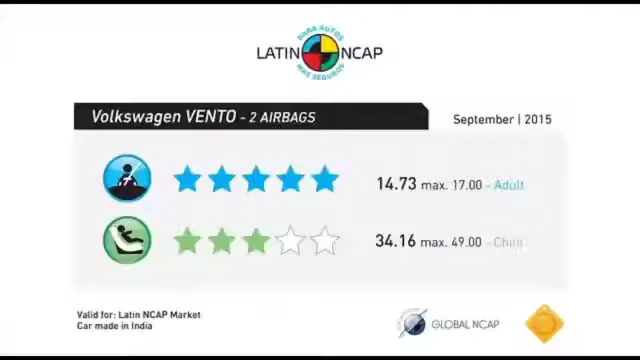 PARA AUTOS
LATIN NCAP
MÁS SEGUROS
Volkswagen VENTO - 2 AIRBAGS
September | 2015
14.73 max. 17.00 - Adult
34.16 max. 49.00 - Child
Valid for: Latin NCAP Market
Car made in India
GLOBAL NCAP